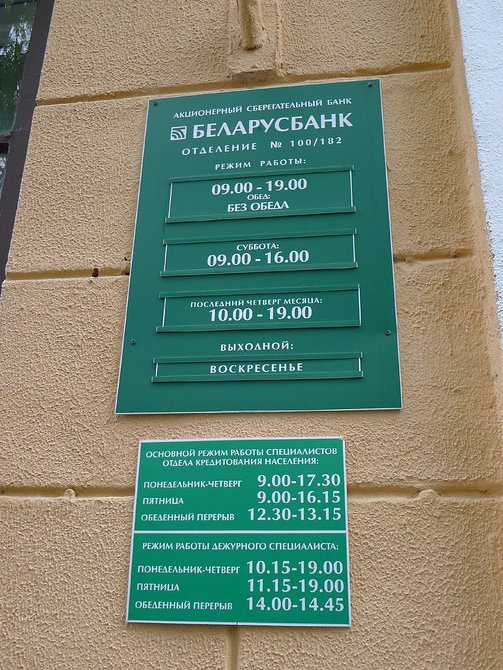 АКЦИОНЕРНЫЙ СБЕРЕГАТЕЛЬНЫЙ БАНК
БЕЛАРУСБАНК
ОТДЕЛЕНИЕ № 100/182
РЕЖИМ РАБОТЫ:
09.00 - 19.00
ОБЕД:
БЕЗ ОБЕДА
СУББОТА:
09.00 - 16.00
ПОСЛЕДНИЙ ЧЕТВЕРГ МЕСЯЦА:
10.00 - 19.00
ВЫХОДНОЙ:
ВОСКРЕСЕНЬЕ
ОСНОВНОЙ РЕЖИМ РАБОТЫ СПЕЦИАЛИСТОВ
ОТДЕЛА КРЕДИТОВАНИЯ НАСЕЛЕНИЯ:
ПОНЕДЕЛЬНИК-ЧЕТВЕРГ 9.00-17.30
ПЯТНИЦА 9.00-16.15
ОБЕДЕННЫЙ ПЕРЕРЫВ 12.30-13.15
РЕЖИМ РАБОТЫ ДЕЖУРНОГО СПЕЦИАЛИСТА:
ПОНЕДЕЛЬНИК-ЧЕТВЕРГ 10.15-19.00
ПЯТНИЦА 11.15-19.00
ОБЕДЕННЫЙ ПЕРЕРЫВ 14.00-14.45